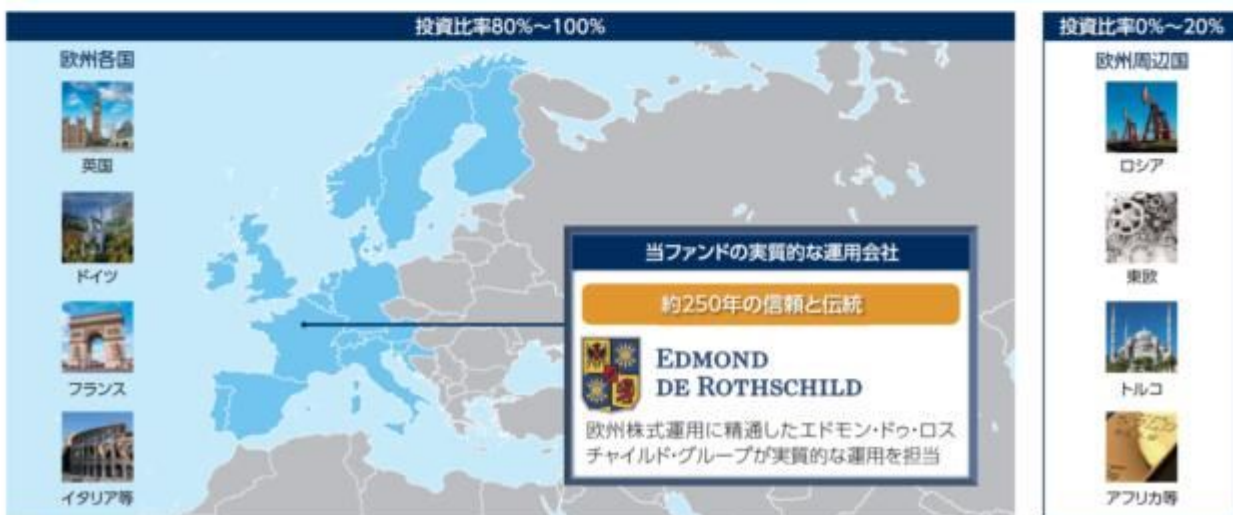 投資比率80%～100%
欧州各国
英国
ドイツ
フランス
イタリア等
当ファンドの実質的な運用会社
約250年の信頼と伝統
EDMOND
DE ROTHSCHILD
欧州株式運用に精通したエドモン・ドゥ・ロス
チャイルド・グループが実質的な運用を担当
投資比率0%～20%
欧州周辺国
ロシア
東欧
トルコ
アフリカ等